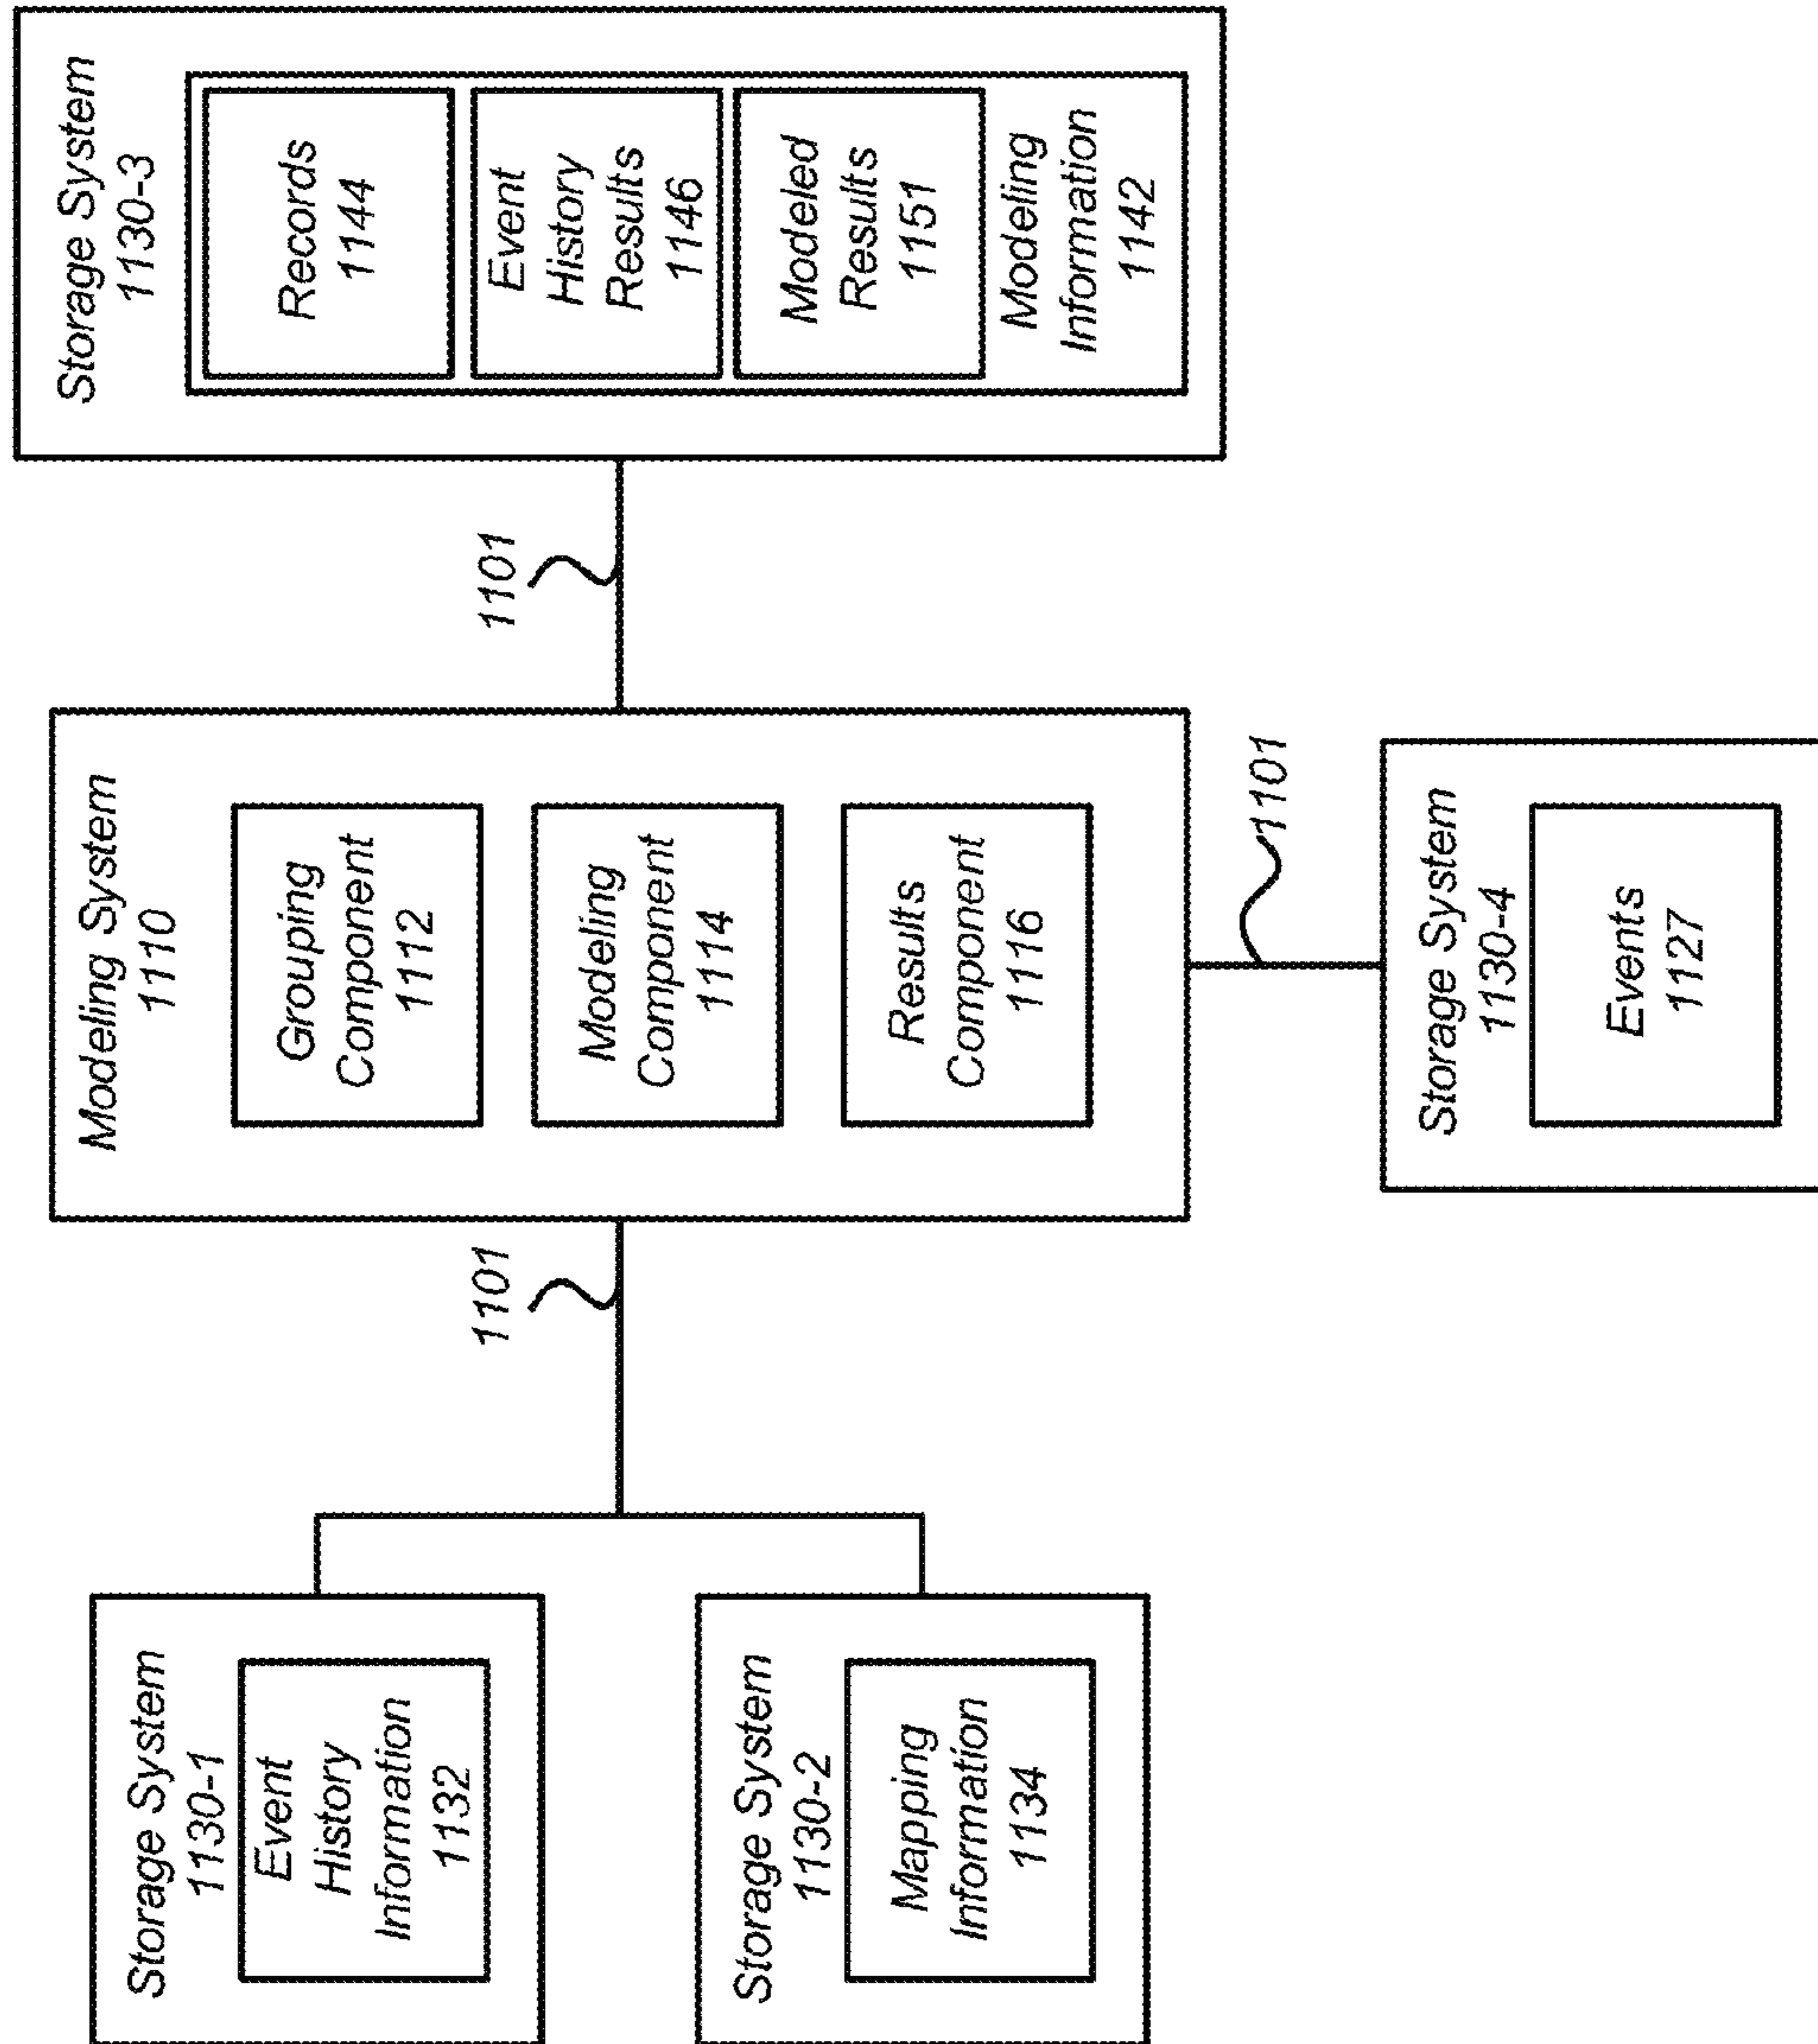 Storage System
1130-1
Event
History
Information
1132
Storage System
1130-2
Mapping
Information
1134
1101
Modeling System
1110
Grouping
Component
1112
Modeling
Component
1114
Results
Component
1116
1101
Storage System
1130-4
Events
1127
1101
Storage System
1130-3
Records
1144
Event
History
Results
1146
Modeled
Results
1151
Modeling
Information
1142